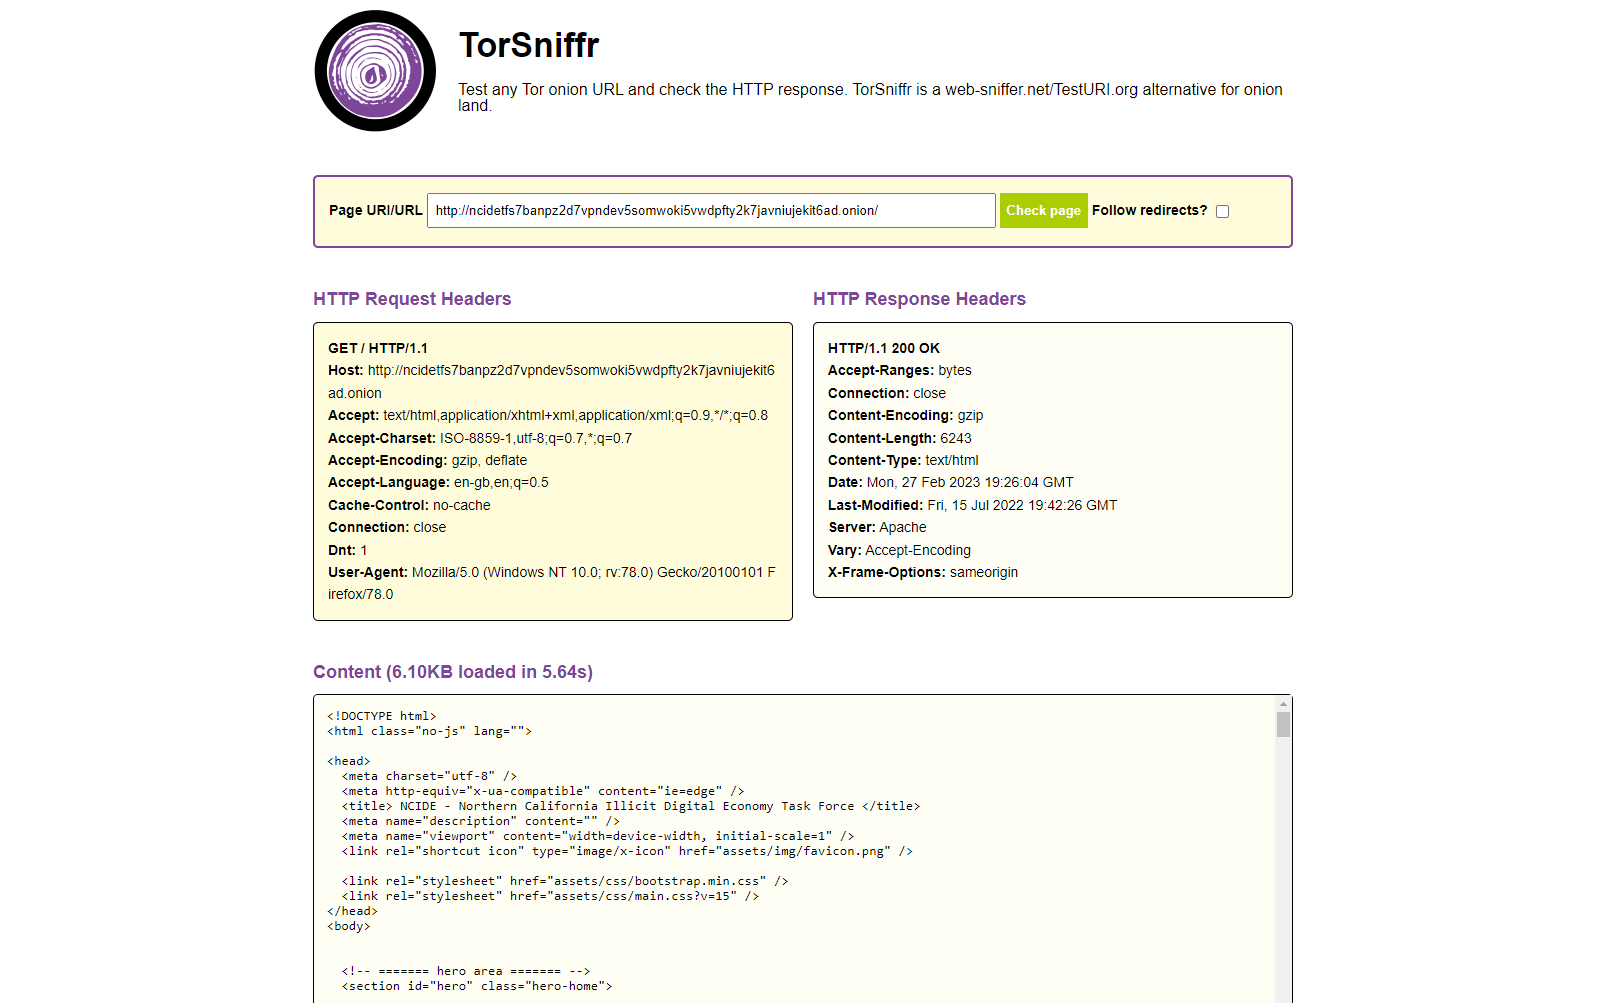 TorSniffr
Test any Tor onion URL and check the HTTP response. TorSniffr is a web-sniffer.net/TestURI.org alternative for onion
land.
Page URI/URL http://ncidetfs7banpz2d7vpndev5somwoki5vwdpfty2k7javniujekit6ad.onion/ Check page Follow redirects?
HTTP Request Headers
GET / HTTP/1.1
Host: http://ncidetfs7banpz2d7vpndev5somwoki5vwdpfty2k7javniujekit6
ad.onion
Accept: text/html,application/xhtml+xml,application/xml;q=0.9,*/*;q=0.8
Accept-Charset: ISO-8859-1,utf-8;q=0.7,*;q=0.7
Accept-Encoding: gzip, deflate
Accept-Language: en-gb,en;q=0.5
Cache-Control: no-cache
Connection: close
Dnt: 1
User-Agent: Mozilla/5.0 (Windows NT 10.0; rv:78.0) Gecko/20100101 F
irefox/78.0
HTTP Response Headers
HTTP/1.1 200 OK
Accept-Ranges: bytes
Connection: close
Content-Encoding: gzip
Content-Length: 6243
Content-Type: text/html
Date: Mon, 27 Feb 2023 19:26:04 GMT
Last-Modified: Fri, 15 Jul 2022 19:42:26 GMT
Server: Apache
Vary: Accept-Encoding
X-Frame-Options: sameorigin
Content (6.10KB loaded in 5.64s)
<!DOCTYPE html>
<html class="no-js" lang="">
<head>
<meta charset="utf-8" />
<meta http-equiv="x-ua-compatible" content="ie=edge" />
<title> NCIDE - Northern California Illicit Digital Economy Task Force </title>
<meta name="description" content="" />
<meta name="viewport" content="width=device-width, initial-scale=1" />
<link rel="shortcut icon" type="image/x-icon" href="assets/img/favicon.png" />
<link rel="stylesheet" href="assets/css/bootstrap.min.css" />
<link rel="stylesheet" href="assets/css/main.css?v=15" />
</head>
<body>
<!-- ======= hero area ======= -->
<section id="hero" class="hero-home">